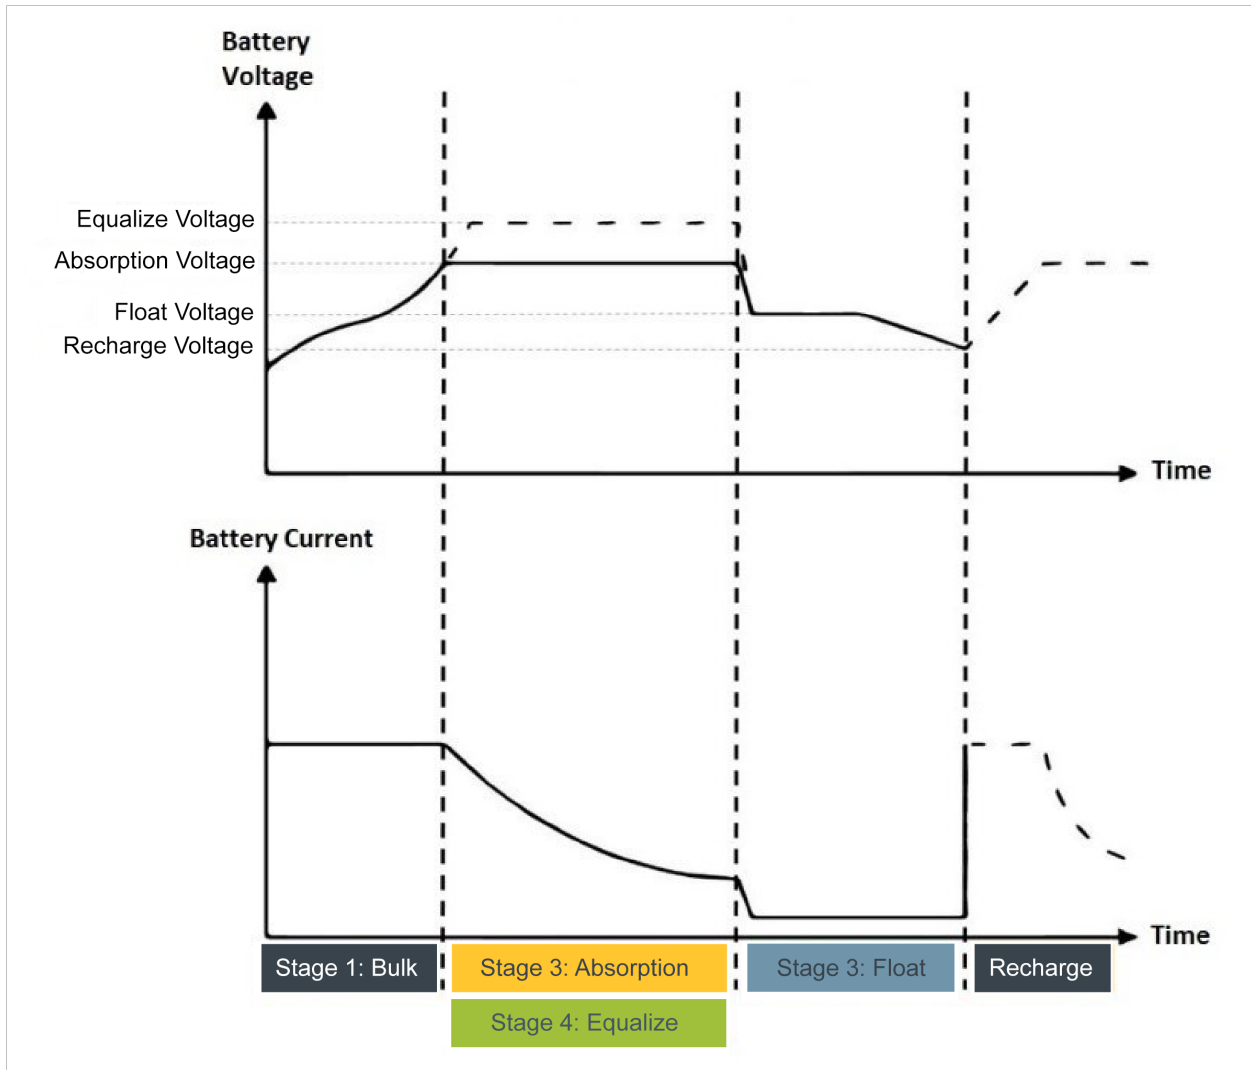 Battery
Voltage
Equalize Voltage
Absorption Voltage
Float Voltage
Recharge Voltage
Time
Battery Current
Time
Stage 1: Bulk
Stage 3: Absorption
Stage 3: Float
Recharge
Stage 4: Equalize